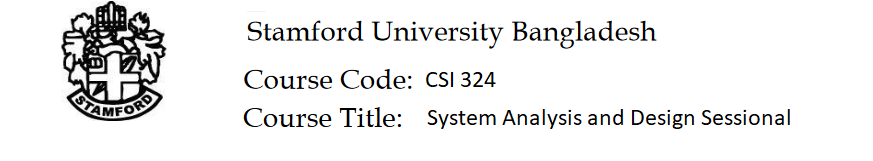 Stamford University Bangladesh
Course Code: CSI 324
Course Title: System Analysis and Design Sessional
STAMFORD